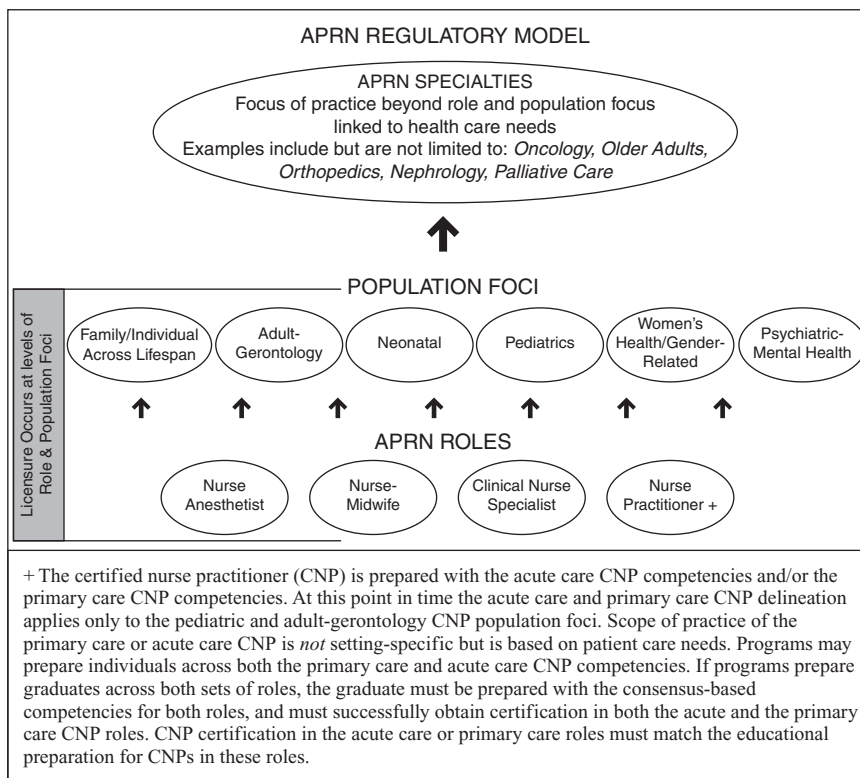 APRN REGULATORY MODEL
APRN SPECIALTIES
Focus of practice beyond role and population focus
linked to health care needs
Examples include but are not limited to: Oncology, Older Adults,
Orthopedics, Nephrology, Palliative Care
Licensure Occurs at levels of
Role & Population Foci
POPULATION FOCI
Family/Individual
Across Lifespan
Adult-
Gerontology
Neonatal
Pediatrics
Women's
Health/Gender-
Related
Psychiatric-
Mental Health
APRN ROLES
Nurse
Anesthetist
Nurse-
Midwife
Clinical Nurse
Specialist
Nurse
Practitioner +
+ The certified nurse practitioner (CNP) is prepared with the acute care CNP competencies and/or the
primary care CNP competencies. At this point in time the acute care and primary care CNP delineation
applies only to the pediatric and adult-gerontology CNP population foci. Scope of practice of the
primary care or acute care CNP is not setting-specific but is based on patient care needs. Programs may
prepare individuals across both the primary care and acute care CNP competencies. If programs prepare
graduates across both sets of roles, the graduate must be prepared with the consensus-based
competencies for both roles, and must successfully obtain certification in both the acute and the primary
care CNP roles. CNP certification in the acute care or primary care roles must match the educational
preparation for CNPs in these roles.